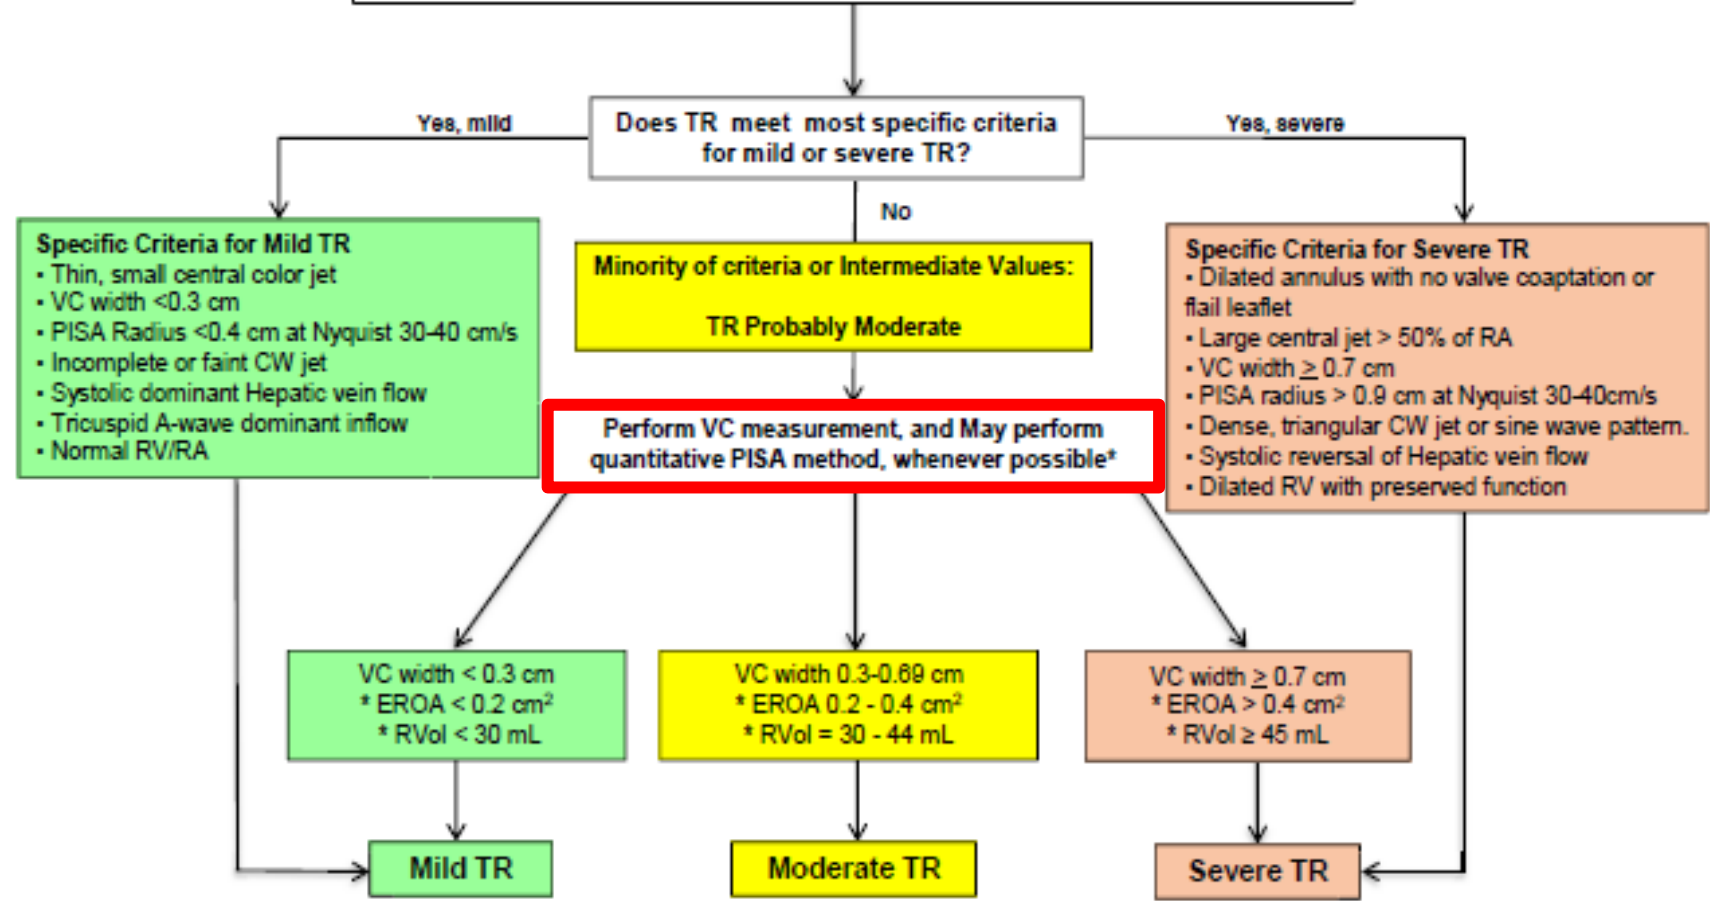 Does TR meet most specific criteria
for mild or severe TR?
Yes, mild
Yes, severe
No
Specific Criteria for Mild TR
▪ Thin, small central color jet
▪ VC width <0.3 cm
▪ PISA Radius <0.4 cm at Nyquist 30-40 cm/s
▪ Incomplete or faint CW jet
▪ Systolic dominant Hepatic vein flow
▪ Tricuspid A-wave dominant inflow
▪ Normal RV/RA
Minority of criteria or Intermediate Values:
TR Probably Moderate
Specific Criteria for Severe TR
▪ Dilated annulus with no valve coaptation or
flail leaflet
▪ Large central jet > 50% of RA
▪ VC width ≥ 0.7 cm
▪ PISA radius > 0.9 cm at Nyquist 30-40cm/s
▪ Dense, triangular CW jet or sine wave pattern.
▪ Systolic reversal of Hepatic vein flow
▪ Dilated RV with preserved function
Perform VC measurement, and May perform
quantitative PISA method, whenever possible*
VC width < 0.3 cm
* EROA < 0.2 cm²
* RVol < 30 mL
VC width 0.3-0.69 cm
* EROA 0.2 - 0.4 cm²
* RVol = 30 - 44 mL
VC width ≥ 0.7 cm
* EROA > 0.4 cm²
* RVol ≥ 45 mL
Mild TR
Moderate TR
Severe TR